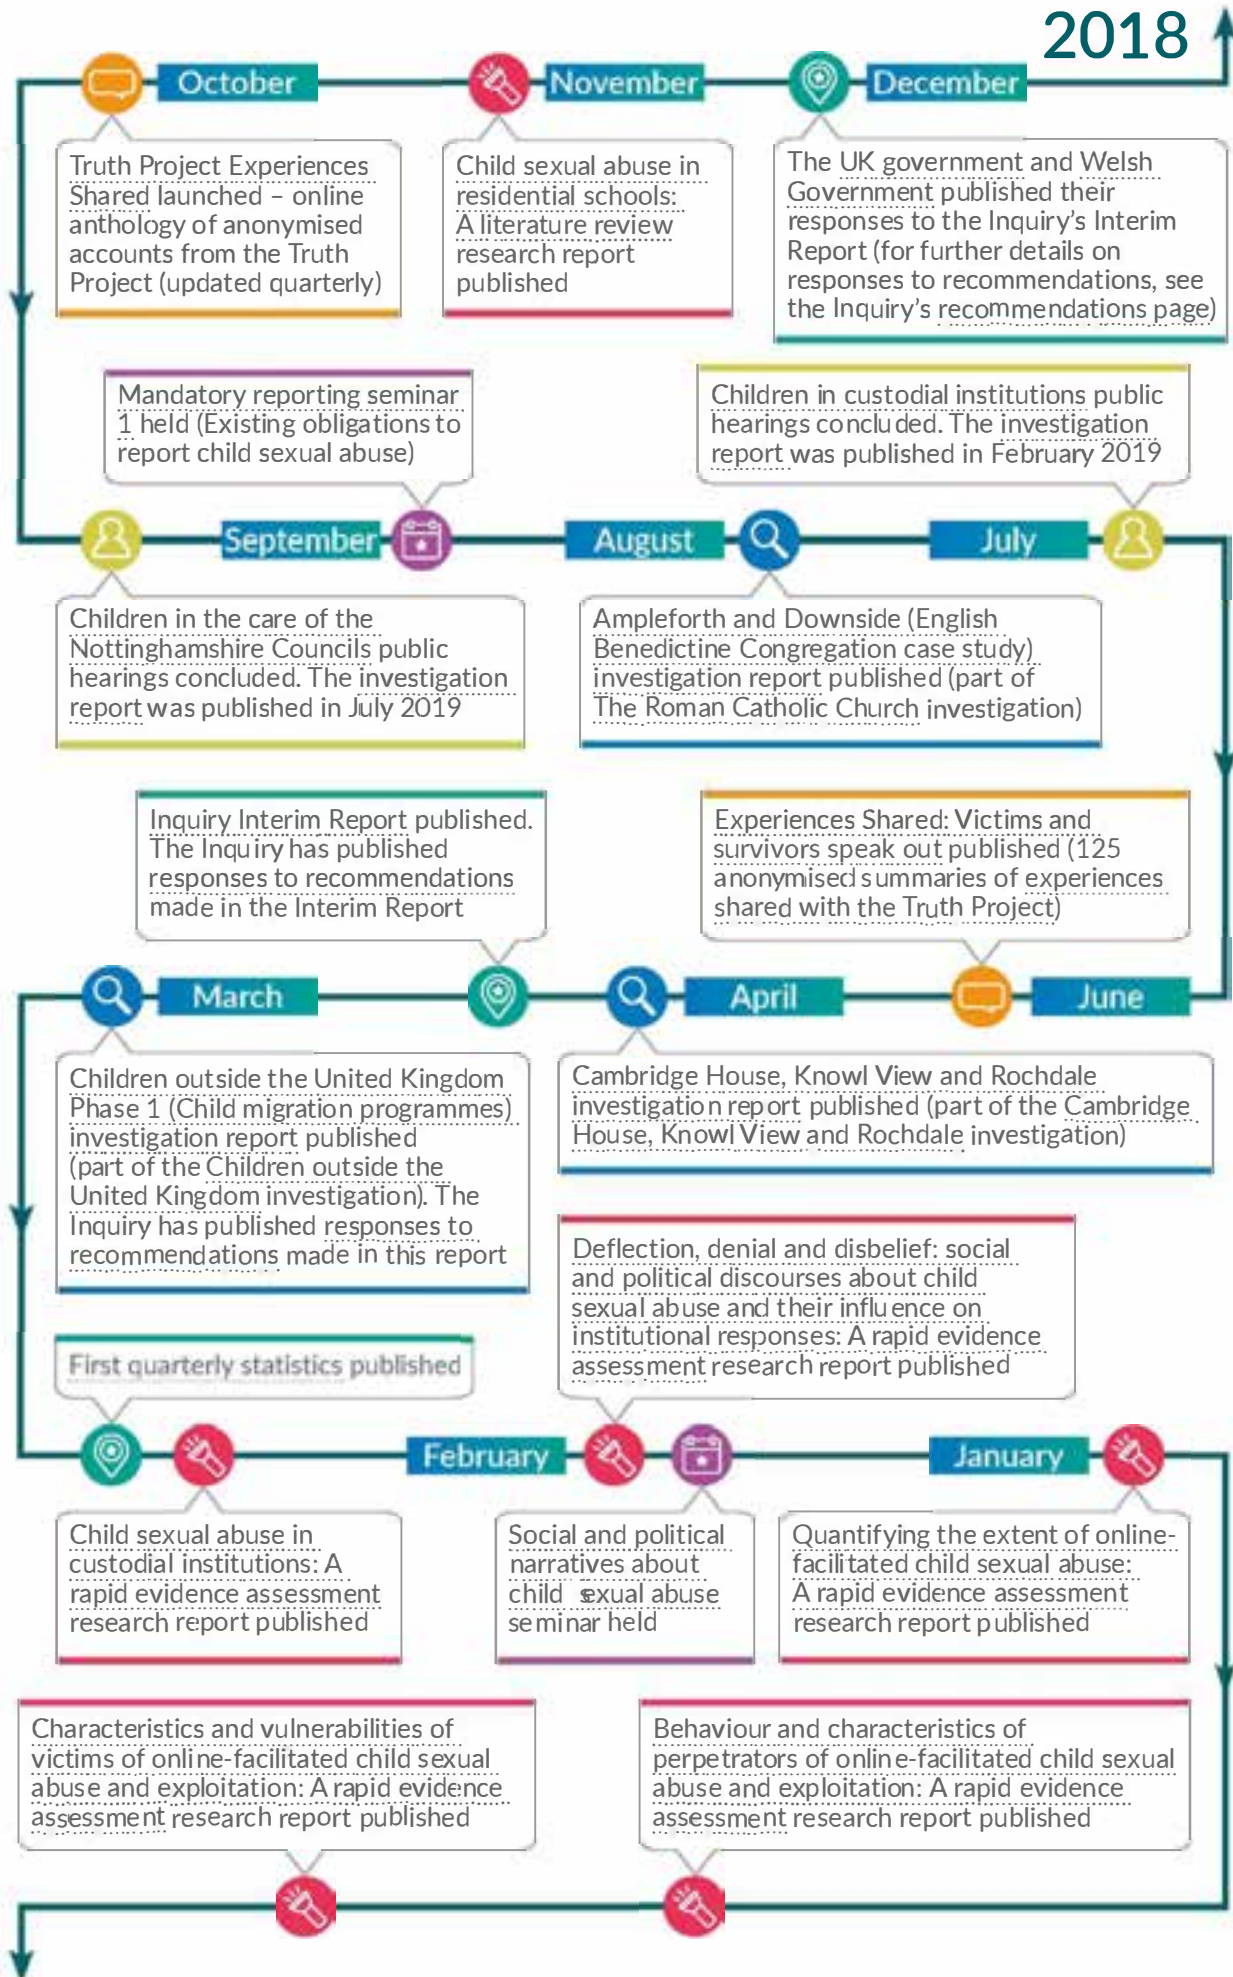 2018
October
November
December
Truth Project Experiences
Shared launched – online
anthology of anonymised
accounts from the Truth
Project (updated quarterly)
Child sexual abuse in
residential schools:
A literature review
research report
published
The UK government and Welsh
Government published their
responses to the Inquiry's Interim
Report (for further details on
responses to recommendations, see
the Inquiry's recommendations page)
Mandatory reporting seminar
1 held (Existing obligations to
report child sexual abuse)
Children in custodial institutions public
hearings concluded. The investigation
report was published in February 2019
September
August
July
Children in the care of the
Nottinghamshire Councils public
hearings concluded. The investigation
report was published in July 2019
Ampleforth and Downside (English
Benedictine Congregation case study)
investigation report published (part of
The Roman Catholic Church investigation)
Inquiry Interim Report published.
The Inquiry has published
responses to recommendations
made in the Interim Report
Experiences Shared: Victims and
survivors speak out published (125
anonymised summaries of experiences
shared with the Truth Project)
March
April
June
Children outside the United Kingdom
Phase 1 (Child migration programmes)
investigation report published
(part of the Children outside the
United Kingdom investigation). The
Inquiry has published responses to
recommendations made in this report
Cambridge House, Knowl View and Rochdale
investigation report published (part of the Cambridge
House, Knowl View and Rochdale investigation)
Deflection, denial and disbelief: social
and political discourses about child
sexual abuse and their influence on
institutional responses: A rapid evidence
assessment research report published
First quarterly statistics published
February
January
Child sexual abuse in
custodial institutions: A
rapid evidence assessment
research report published
Social and political
narratives about
child sexual abuse
seminar held
Quantifying the extent of online-
facilitated child sexual abuse:
A rapid evidence assessment
research report published
Characteristics and vulnerabilities of
victims of online-facilitated child sexual
abuse and exploitation: A rapid evidence
assessment research report published
Behaviour and characteristics of
perpetrators of online-facilitated child sexual
abuse and exploitation: A rapid evidence
assessment research report published